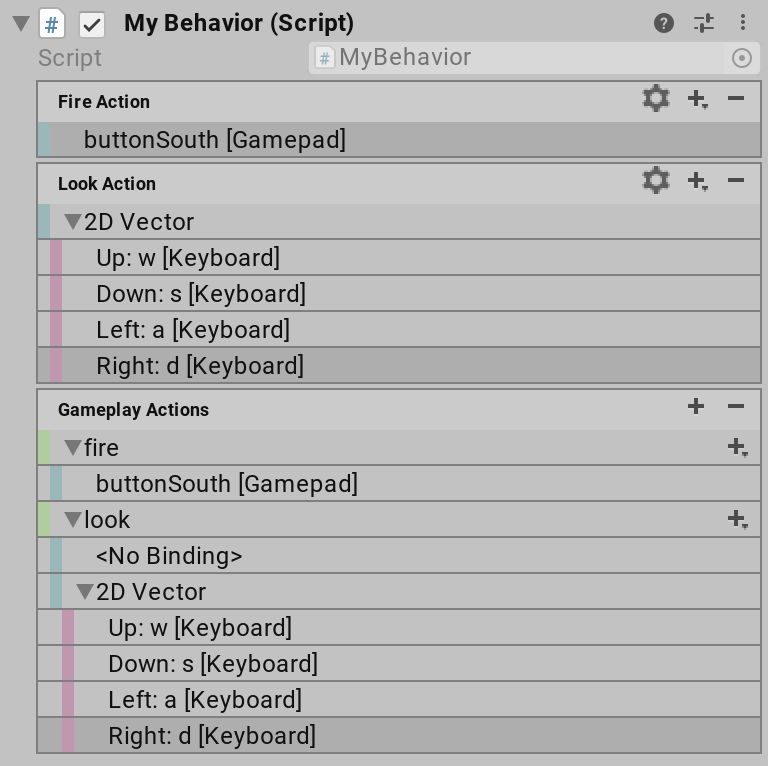 My Behavior (Script)
Script
# MyBehavior
Fire Action
buttonSouth [Gamepad]
Look Action
2D Vector
Up: w [Keyboard]
Down: s [Keyboard]
Left: a [Keyboard]
Right: d [Keyboard]
Gameplay Actions
fire
buttonSouth [Gamepad]
look
<No Binding>
2D Vector
Up: w [Keyboard]
Down: s [Keyboard]
Left: a [Keyboard]
Right: d [Keyboard]